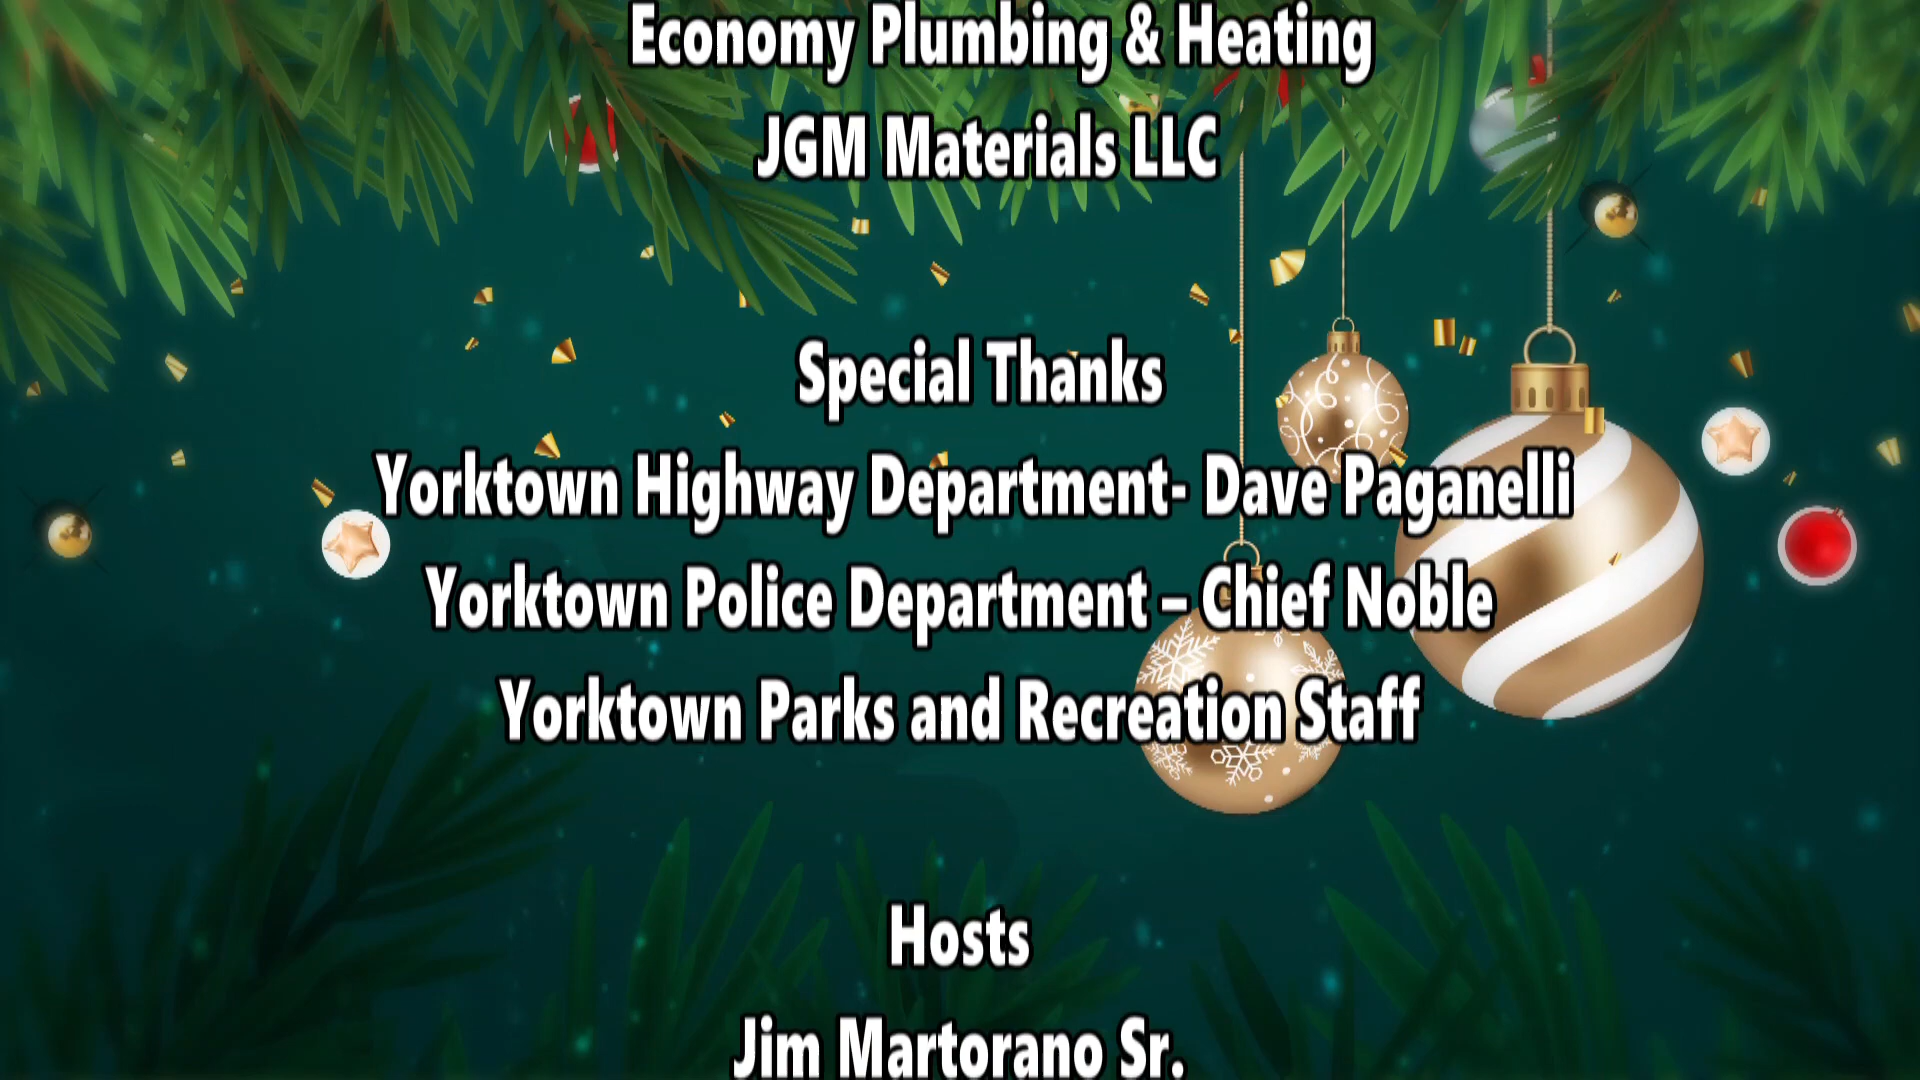 Economy Plumbing & Heating
JGM Materials LLC
Special Thanks
Yorktown Highway Department- Dave Paganelli
Yorktown Police Department – Chief Noble
Yorktown Parks and Recreation Staff
Hosts
Jim Martorano Sr.